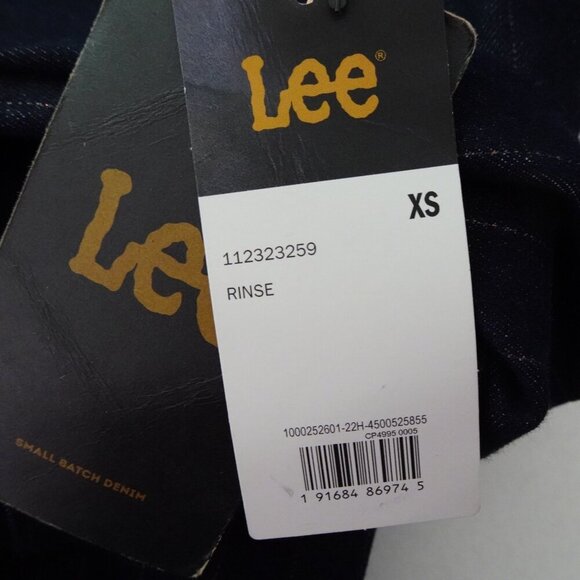 Lee®
XS
112323259
RINSE
1000252601-22H-4500525855
CP4995 0005
1 91684 86974 5
Lee
SMALL BATCH DENIM